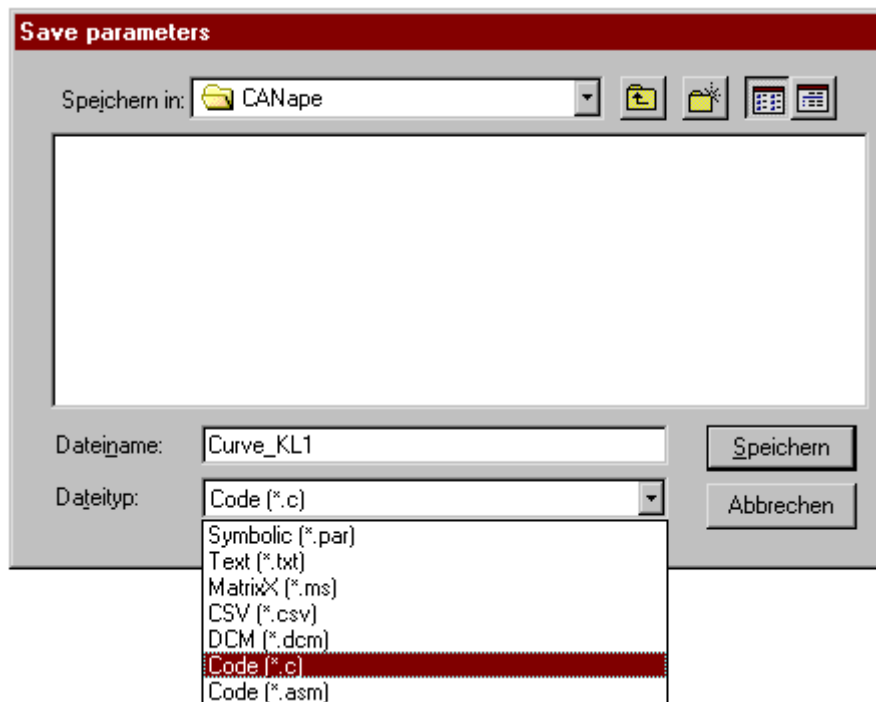 Save parameters
Speichern in: CANape
Dateiname: Curve_KL1 Speichern
Dateityp: Code (*.c) Abbrechen
Symbolic (*.par)
Text (*.txt)
MatrixX (*.ms)
CSV (*.csv)
DCM (*.dcm)
Code (*.c)
Code (*.asm)